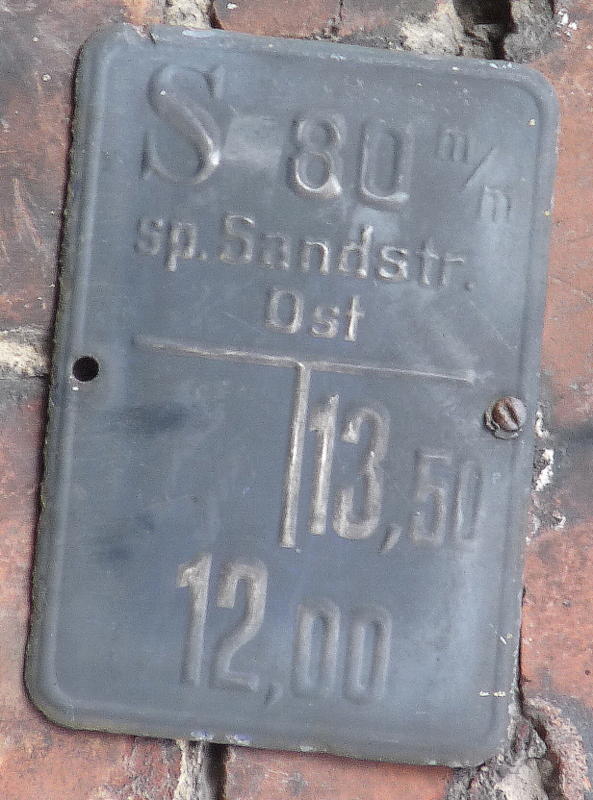 S 80 m/m
sp. Sandstr.
Ost
13,50
12,00